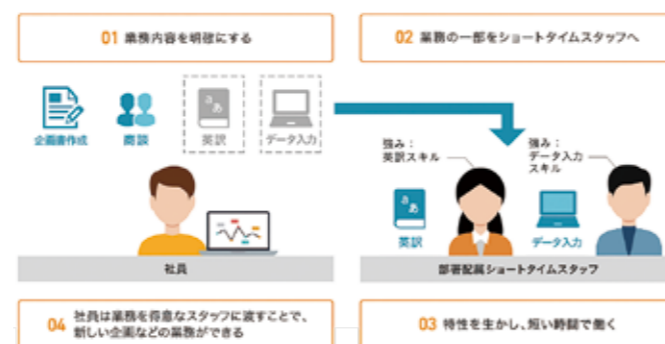 01 業務内容を明確にする
02 業務の一部をショートタイムスタッフへ
企画書作成
商談
さぁ
英訳
データ入力
社員
強み：
英訳スキル
強み：
データ入力
スキル
さぁ
英訳
データ入力
部署配属ショートタイムスタッフ
04 社員は業務を得意なスタッフに渡すことで、
新しい企画などの業務ができる
03 特性を生かし、短い時間で働く